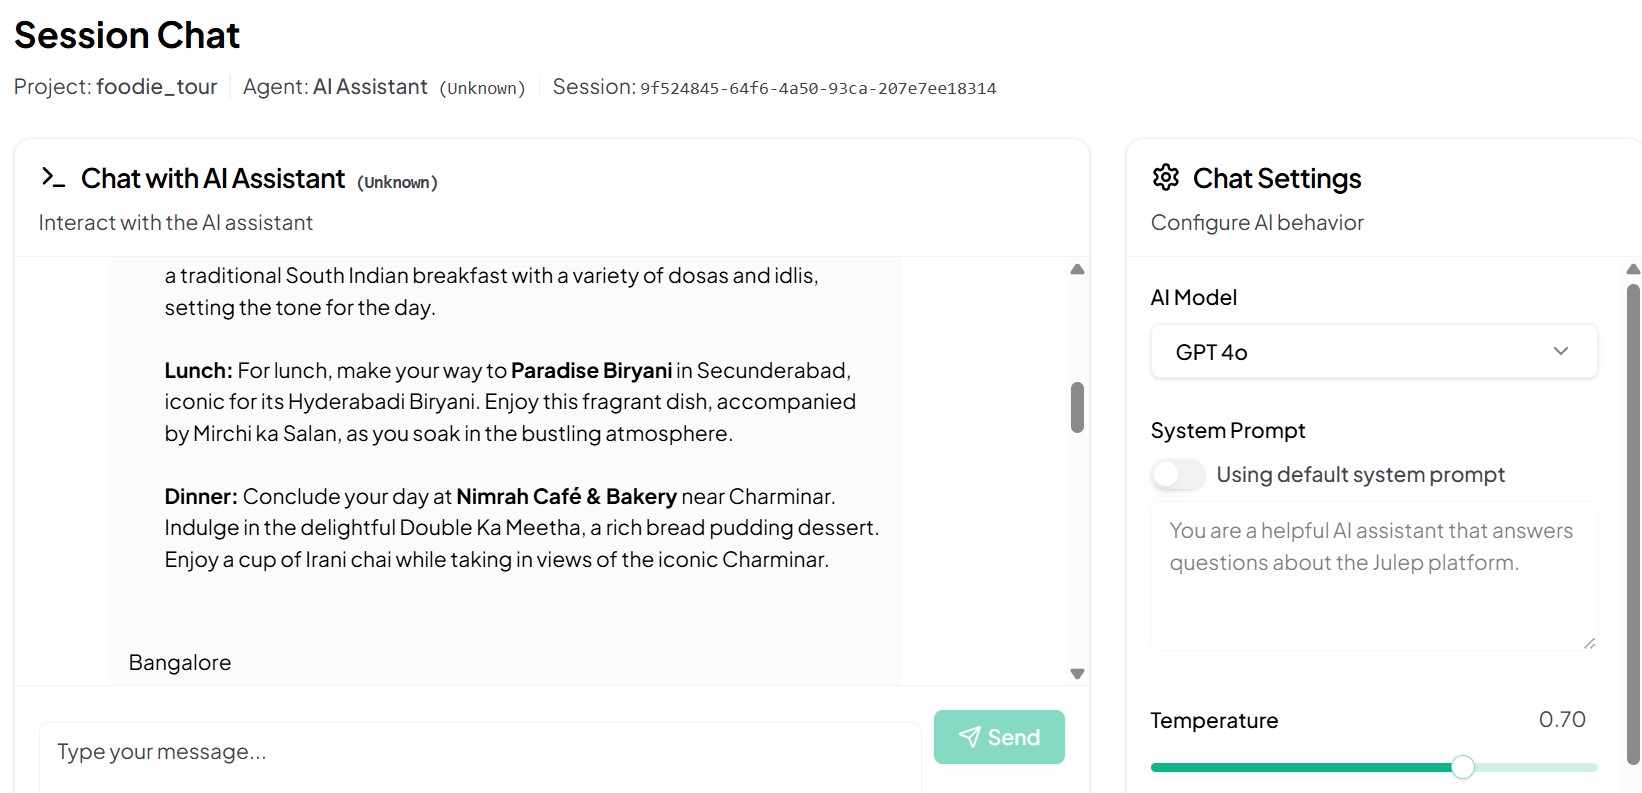 Session Chat
Project: foodie_tour Agent: AI Assistant (Unknown) Session: 9f524845-64f6-4a50-93ca-207e7ee18314
Chat with AI Assistant (Unknown)
Interact with the AI assistant
a traditional South Indian breakfast with a variety of dosas and idlis,
setting the tone for the day.
Lunch: For lunch, make your way to Paradise Biryani in Secunderabad,
iconic for its Hyderabadi Biryani. Enjoy this fragrant dish, accompanied
by Mirchi ka Salan, as you soak in the bustling atmosphere.
Dinner: Conclude your day at Nimrah Café & Bakery near Charminar.
Indulge in the delightful Double Ka Meetha, a rich bread pudding dessert.
Enjoy a cup of Irani chai while taking in views of the iconic Charminar.
Bangalore
Type your message...
Send
Chat Settings
Configure AI behavior
AI Model
GPT 4o
System Prompt
Using default system prompt
You are a helpful AI assistant that answers
questions about the Julep platform.
Temperature 0.70